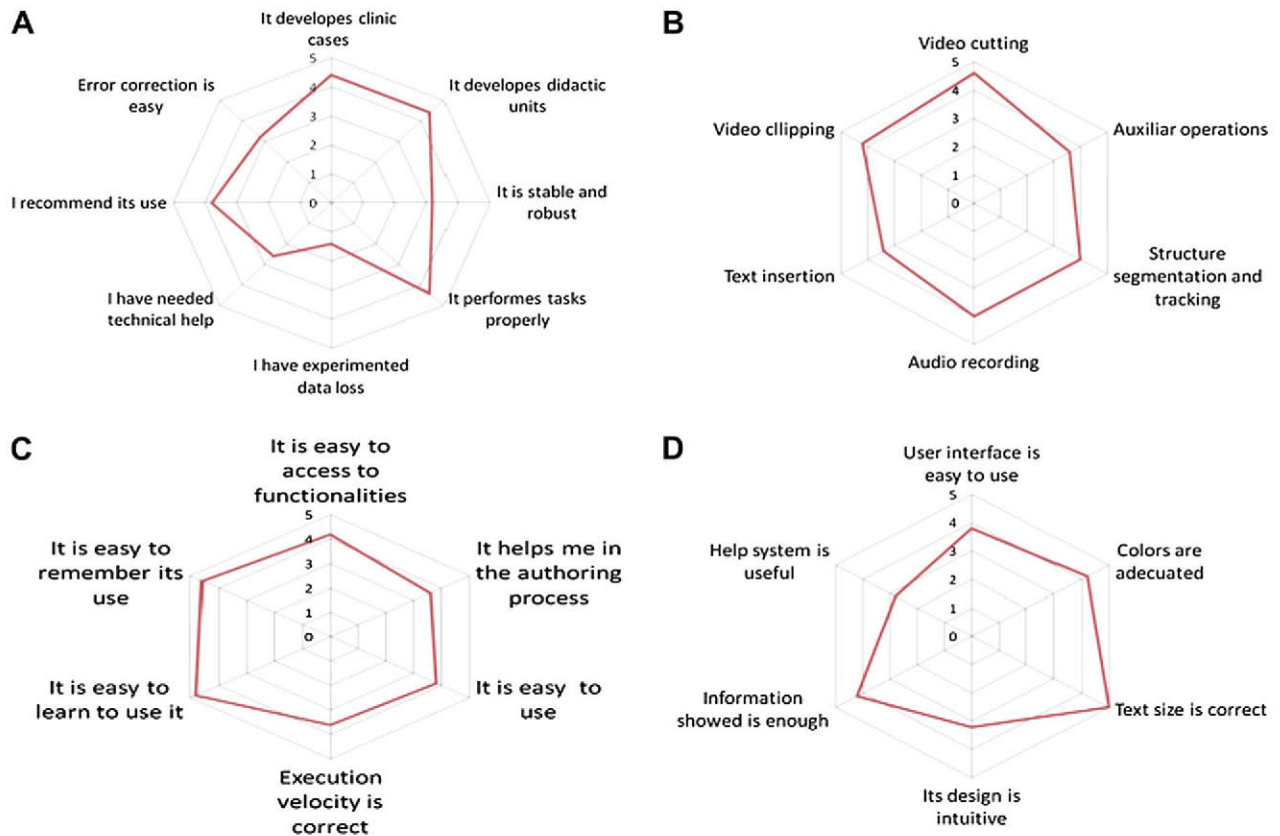 A
It developes clinic
cases
Error correction is
easy
It developes didactic
units
I recommend its use
It is stable and
robust
I have needed
technical help
It performes tasks
properly
I have experimented
data loss
5
4
3
2
1
0
B
Video cutting
Video cllipping
Auxiliar operations
Text insertion
Structure
segmentation and
tracking
Audio recording
5
4
3
2
1
0
C
It is easy to
access to
functionalities
It is easy to
remember its
use
It helps me in
the authoring
process
It is easy to
learn to use it
It is easy to
use
Execution
velocity is
correct
5
4
3
2
1
0
D
User interface is
easy to use
Help system is
useful
Colors are
adecuated
Information
showed is enough
Text size is correct
Its design is
intuitive
5
4
3
2
1
0